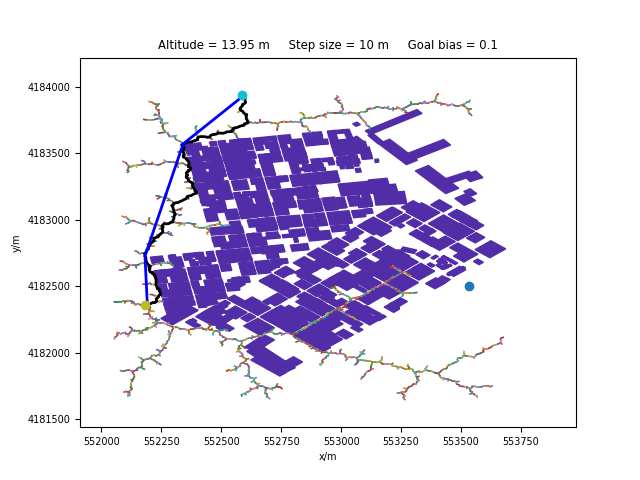 Altitude = 13.95 m Step size = 10 m Goal bias = 0.1
4184000
4183500
4183000
4182500
4182000
4181500
y/m
552000 552250 552500 552750 553000 553250 553500 553750
x/m